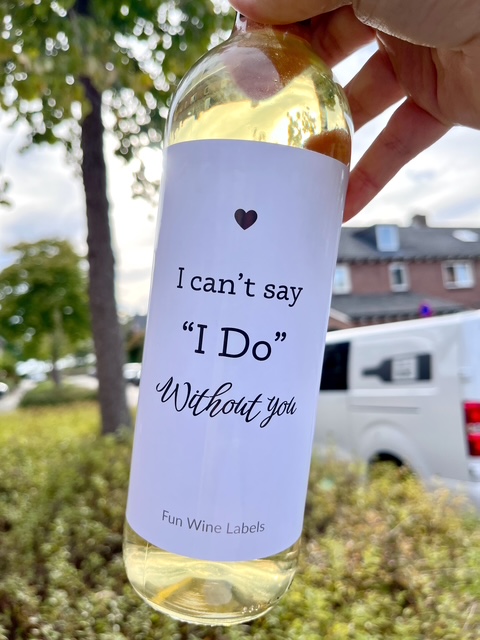 I can't say
“I Do”
Without you
Fun Wine Labels